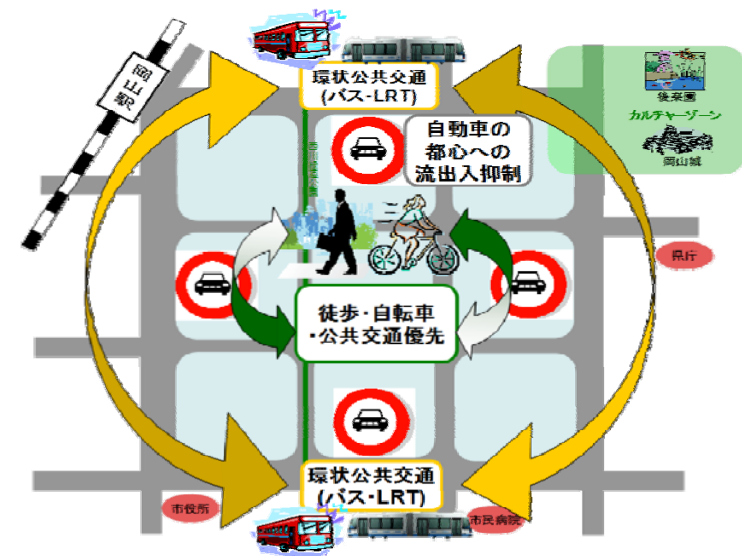 岡山駅
環状公共交通
(バス・LRT)
後楽園
カルチャーゾーン
岡山城
自動車の
都心への
流出入抑制
県庁
徒歩・自転車
・公共交通優先
環状公共交通
(バス・LRT)
市役所
市民病院